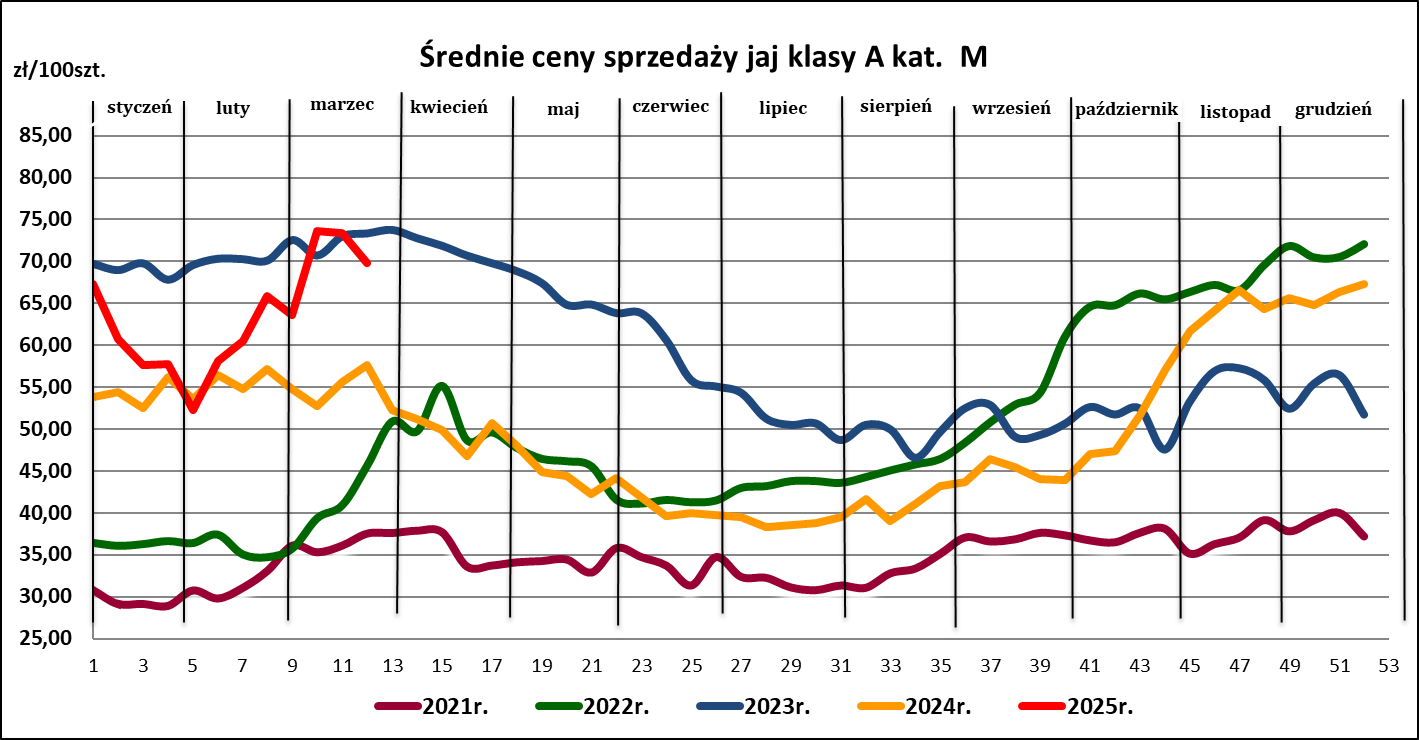 Średnie ceny sprzedaży jaj klasy A kat. M
zł/100szt.
styczeń luty marzec kwiecień maj czerwiec lipiec sierpień wrzesień październik listopad grudzień
85,00
80,00
75,00
70,00
65,00
60,00
55,00
50,00
45,00
40,00
35,00
30,00
25,00
1 3 5 7 9 11 13 15 17 19 21 23 25 27 29 31 33 35 37 39 41 43 45 47 49 51 53
2021r. 2022r. 2023r. 2024r. 2025r.